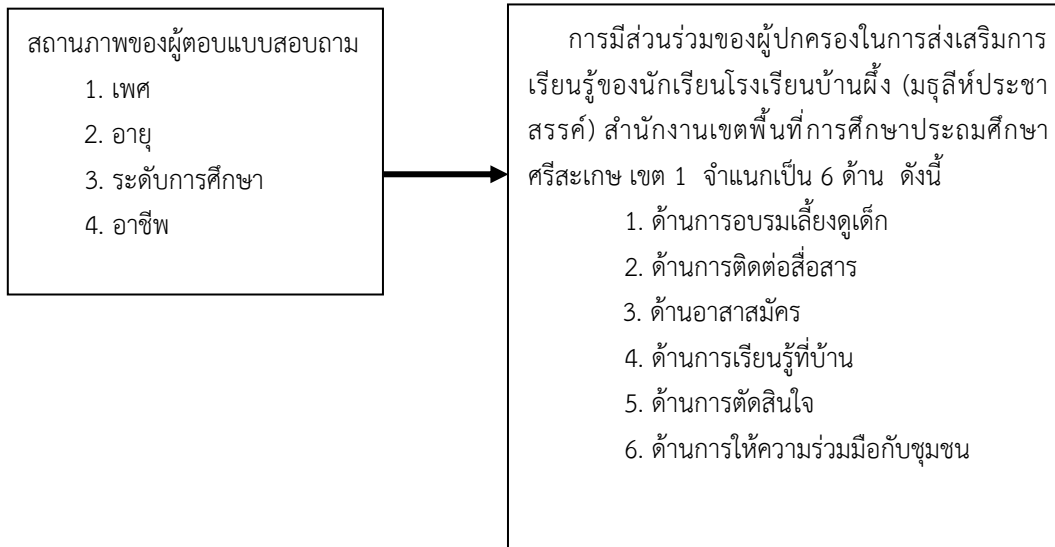 สถานภาพของผู้ตอบแบบสอบถาม
1. เพศ
2. อายุ
3. ระดับการศึกษา
4. อาชีพ
การมีส่วนร่วมของผู้ปกครองในการส่งเสริมการ
เรียนรู้ของนักเรียนโรงเรียนบ้านผึ้ง (มธุลีห์ประชา
สรรค์) สำนักงานเขตพื้นที่การศึกษาประถมศึกษา
ศรีสะเกษ เขต 1 จำแนกเป็น 6 ด้าน ดังนี้
1. ด้านการอบรมเลี้ยงดูเด็ก
2. ด้านการติดต่อสื่อสาร
3. ด้านอาสาสมัคร
4. ด้านการเรียนรู้ที่บ้าน
5. ด้านการตัดสินใจ
6. ด้านการให้ความร่วมมือกับชุมชน